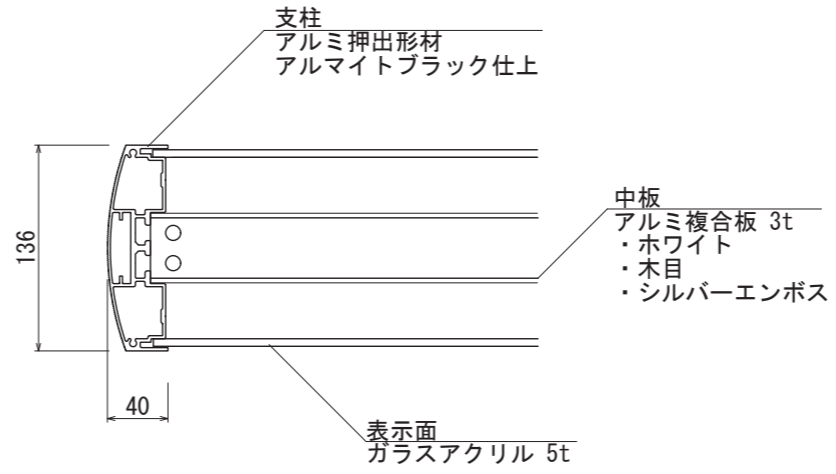 支柱
アルミ押出形材
アルマイトブラック仕上
136
40
中板
アルミ複合板 3t
・ホワイト
・木目
・シルバーエンボス
表示面
ガラスアクリル 5t